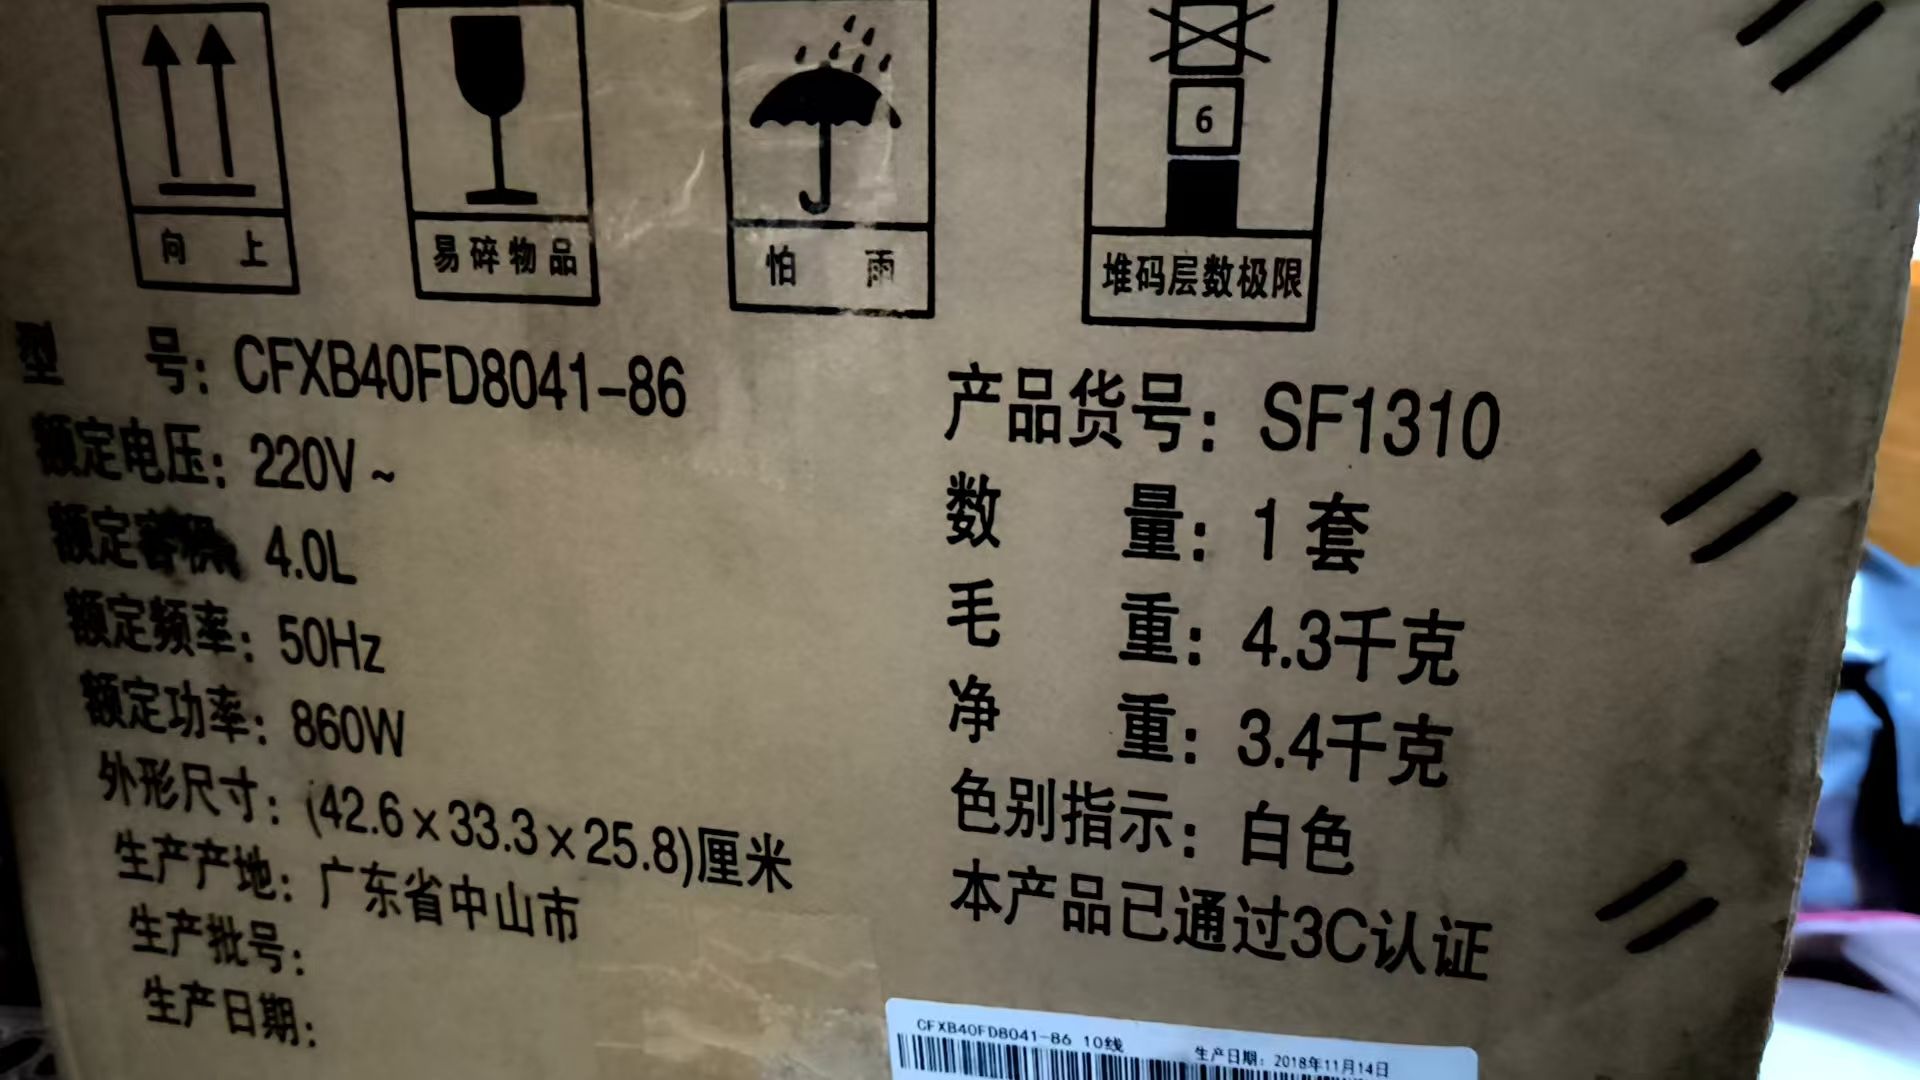 6
向上
易碎物品
怕雨
堆码层数极限
型号：CFXB40FD8041-86
额定电压：220V~
额定容积：4.0L
额定频率：50Hz
额定功率：860W
外形尺寸：(42.6×33.3×25.8)厘米
生产产地：广东省中山市
生产批号：
生产日期：
产品货号：SF1310
数量：1套
毛重：4.3千克
净重：3.4千克
色别指示：白色
本产品已通过3C认证
CFXB40FD8041-86 10线
生产日期：2018年11月14日